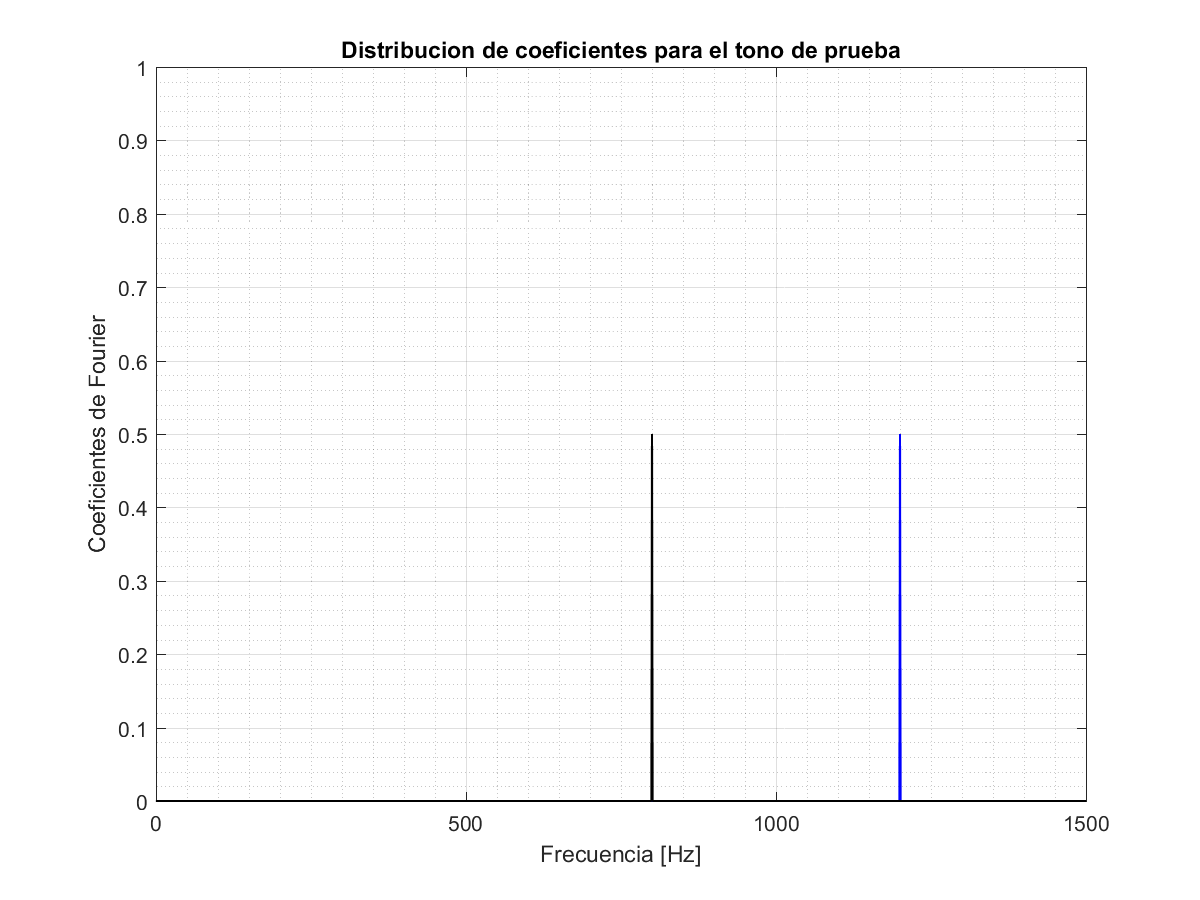 Distribucion de coeficientes para el tono de prueba
1
0.9
0.8
0.7
0.6
0.5
0.4
0.3
0.2
0.1
0
Coeficientes de Fourier
0 500 1000 1500
Frecuencia [Hz]